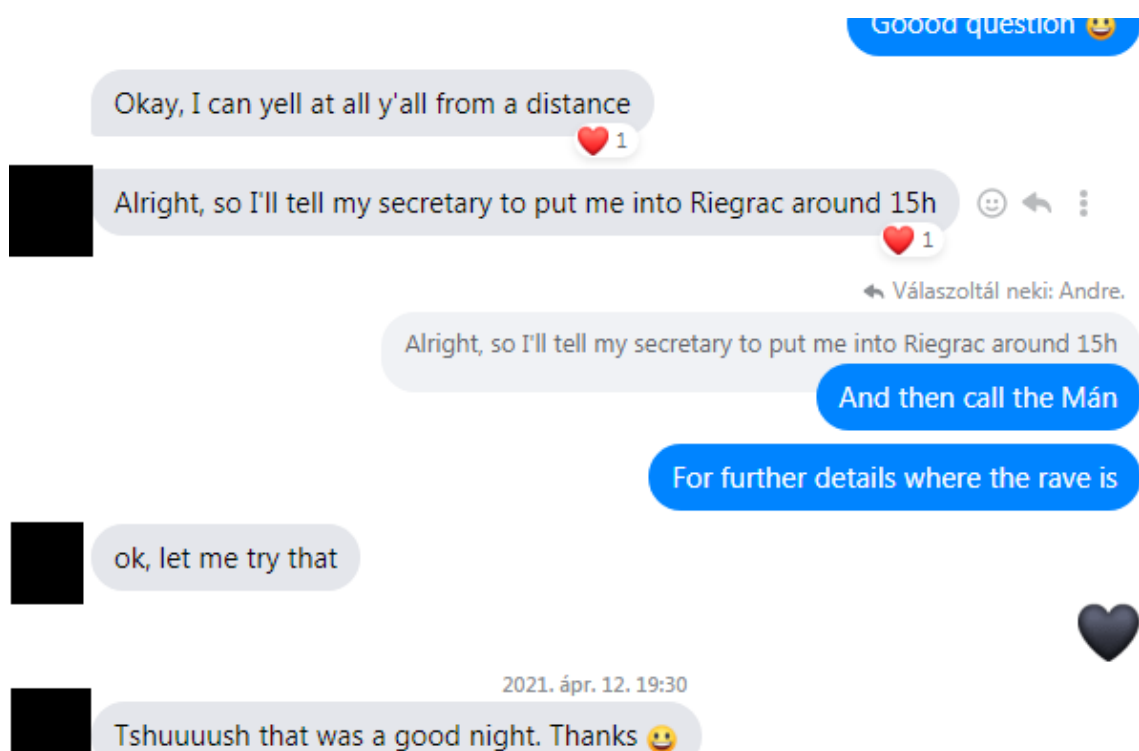 Goood question 😃
Okay, I can yell at all y'all from a distance
❤️ 1
Alright, so I'll tell my secretary to put me into Riegrac around 15h
❤️ 1
Válaszoltál neki: Andre.
Alright, so I'll tell my secretary to put me into Riegrac around 15h
And then call the Mán
For further details where the rave is
ok, let me try that
🖤
2021. ápr. 12. 19:30
Tshuuuush that was a good night. Thanks 😃